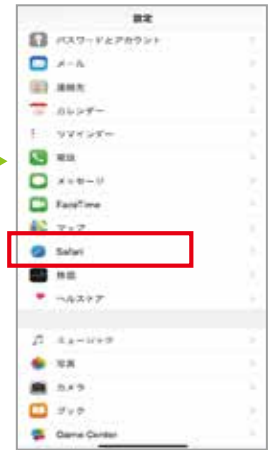 設定
パスワードとアカウント
メール
連絡先
カレンダー
リマインダー
電話
メッセージ
FaceTime
マップ
Safari
株価
ヘルスケア
ミュージック
写真
カメラ
ブック
Game Center